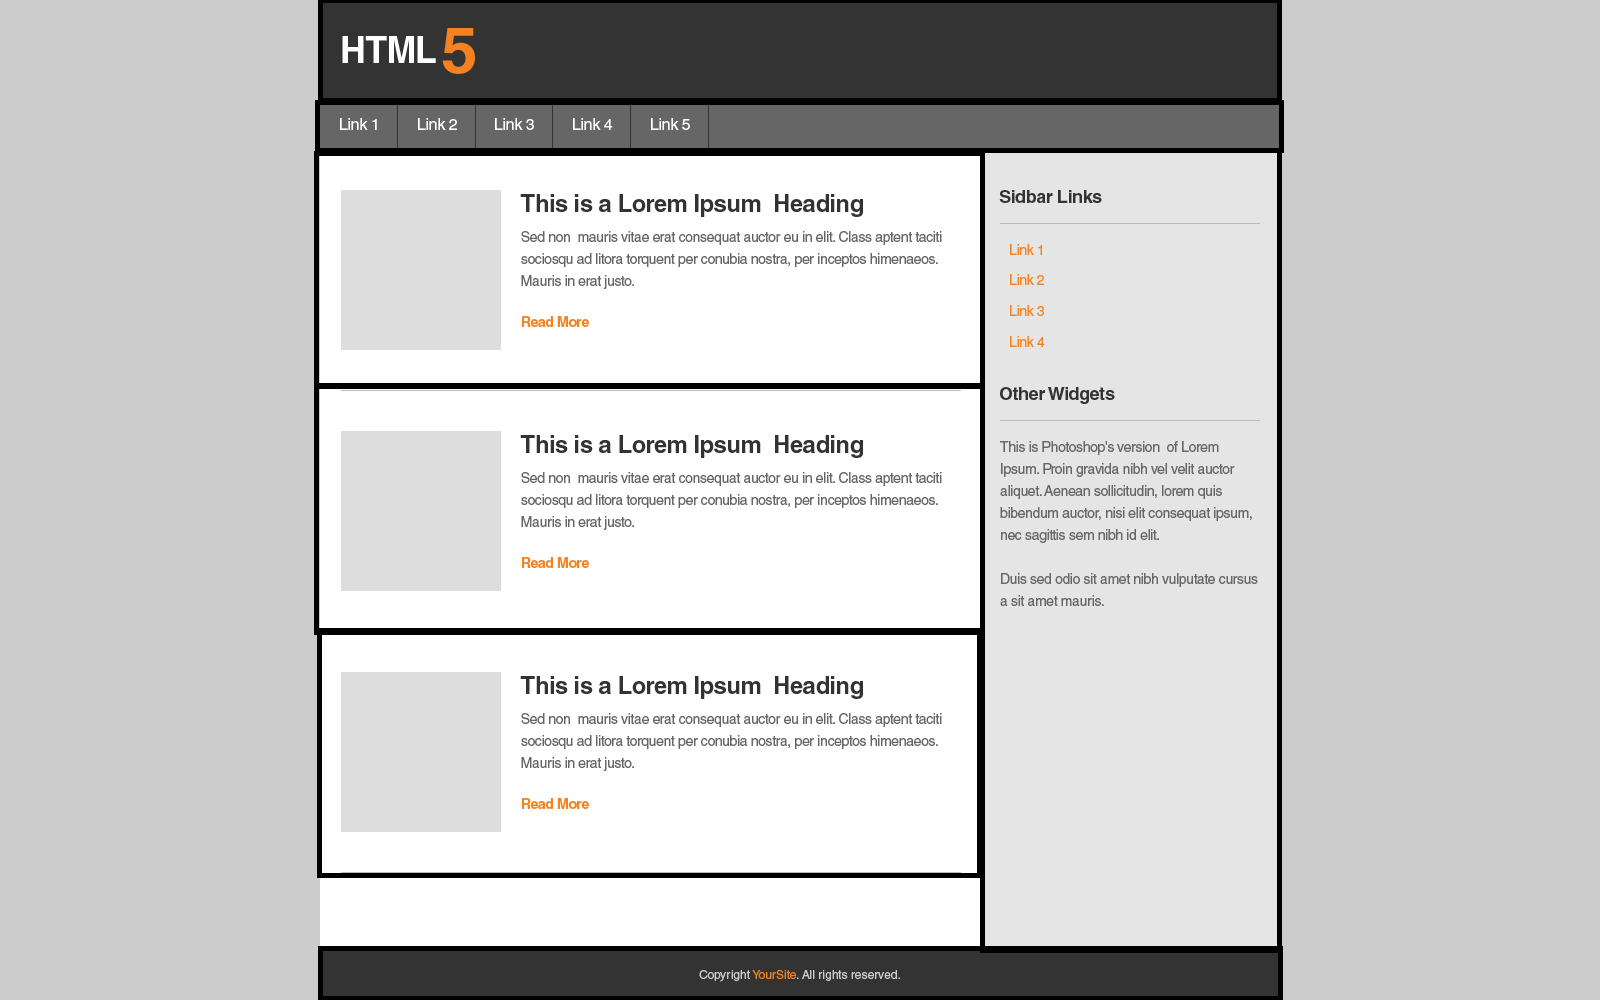 HTML 5
Link 1 Link 2 Link 3 Link 4 Link 5
This is a Lorem Ipsum Heading
Sed non mauris vitae erat consequat auctor eu in elit. Class aptent taciti
sociosqu ad litora torquent per conubia nostra, per inceptos himenaeos.
Mauris in erat justo.
Read More
This is a Lorem Ipsum Heading
Sed non mauris vitae erat consequat auctor eu in elit. Class aptent taciti
sociosqu ad litora torquent per conubia nostra, per inceptos himenaeos.
Mauris in erat justo.
Read More
This is a Lorem Ipsum Heading
Sed non mauris vitae erat consequat auctor eu in elit. Class aptent taciti
sociosqu ad litora torquent per conubia nostra, per inceptos himenaeos.
Mauris in erat justo.
Read More
Sidbar Links
Link 1
Link 2
Link 3
Link 4
Other Widgets
This is Photoshop's version of Lorem
Ipsum. Proin gravida nibh vel velit auctor
aliquet. Aenean sollicitudin, lorem quis
bibendum auctor, nisi elit consequat ipsum,
nec sagittis sem nibh id elit.
Duis sed odio sit amet nibh vulputate cursus
a sit amet mauris.
Copyright YourSite. All rights reserved.